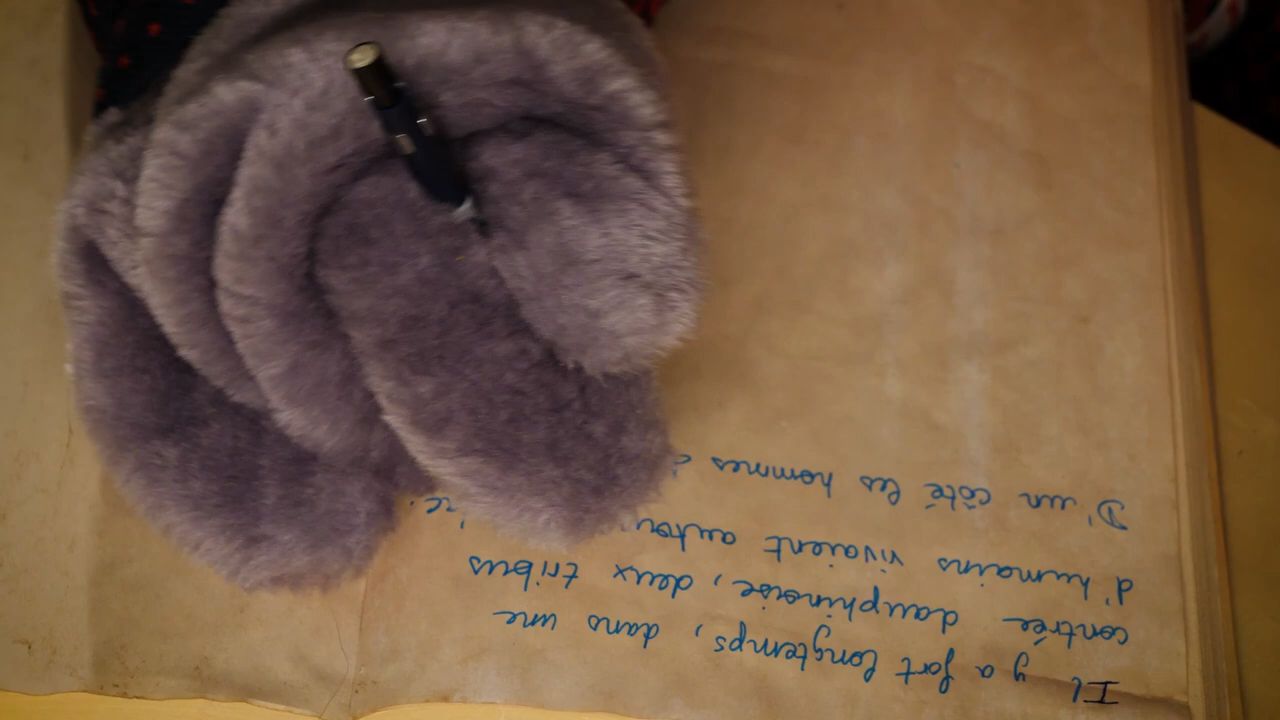 Il y a fort longtemps, dans une
contrée dauphinoise, deux tribus
d'humains vivaient
D'un côté les hommes